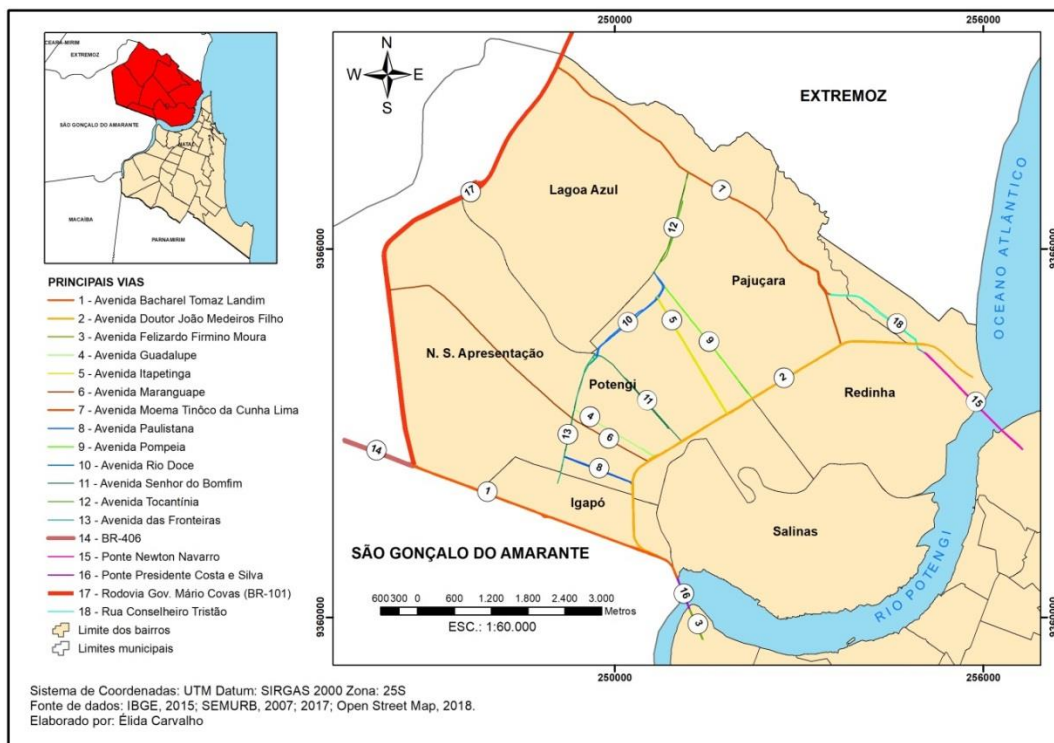 CEARÁ-MIRIM
EXTREMOZ
SÃO GONÇALO DO AMARANTE
NATAL
MACAÍBA
PARNAMIRIM
PRINCIPAIS VIAS
1 - Avenida Bacharel Tomaz Landim
2 - Avenida Doutor João Medeiros Filho
3 - Avenida Felizardo Firmino Moura
4 - Avenida Guadalupe
5 - Avenida Itapetinga
6 - Avenida Maranguape
7 - Avenida Moema Tinôco da Cunha Lima
8 - Avenida Paulistana
9 - Avenida Pompeia
10 - Avenida Rio Doce
11 - Avenida Senhor do Bomfim
12 - Avenida Tocantínia
13 - Avenida das Fronteiras
14 - BR-406
15 - Ponte Newton Navarro
16 - Ponte Presidente Costa e Silva
17 - Rodovia Gov. Mário Covas (BR-101)
18 - Rua Conselheiro Tristão
Limite dos bairros
Limites municipais
250000
256000
N
W E
S
EXTREMOZ
17
Lagoa Azul
7
12
9366000
9366000
Pajuçara
OCEANO ATLÂNTICO
10
5
9
18
N. S. Apresentação
Potengi
2
Redinha
4
11
15
13
6
14
8
1
Igapó
Salinas
SÃO GONÇALO DO AMARANTE
RIO POTENGI
16
3
600300 0 600 1.200 1.800 2.400 3.000
Metros
ESC.: 1:60.000
9360000
9360000
250000
256000
Sistema de Coordenadas: UTM Datum: SIRGAS 2000 Zona: 25S
Fonte de dados: IBGE, 2015; SEMURB, 2007; 2017; Open Street Map, 2018.
Elaborado por: Élida Carvalho